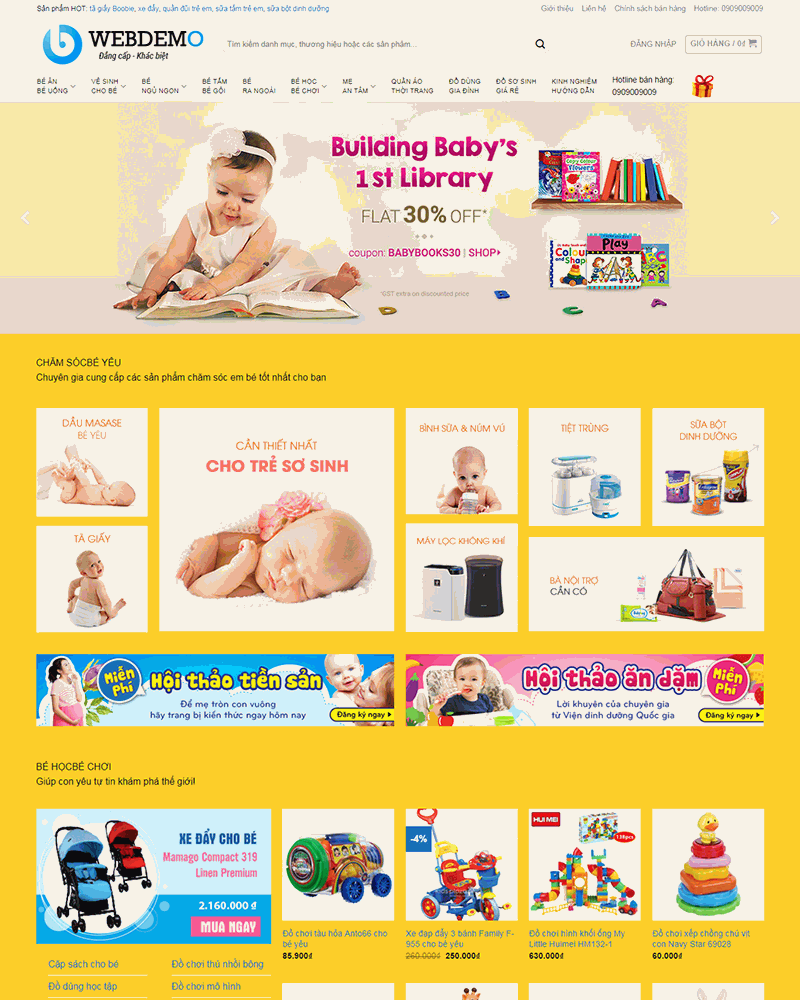 Sản phẩm HOT: tã giấy Boobie, xe đẩy, quần đùi trẻ em, sữa tắm trẻ em, sữa bột dinh dưỡng
Giới thiệu Liên hệ Chính sách bán hàng Hotline: 0909009009
WEBDEMO
Đẳng cấp - Khác biệt
Tìm kiếm danh mục, thương hiệu hoặc các sản phẩm...
ĐĂNG NHẬP
GIỎ HÀNG / 0₫
BÉ ĂN
BÉ UỐNG
VỆ SINH
CHO BÉ
BÉ
NGỦ NGON
BÉ TẮM
BÉ GỘI
BÉ
RA NGOÀI
BÉ HỌC
BÉ CHƠI
MẸ
AN TÂM
QUẦN ÁO
THỜI TRANG
ĐỒ DÙNG
GIA ĐÌNH
ĐỒ SƠ SINH
GIÁ RẺ
KINH NGHIỆM
HƯỚNG DẪN
Hotline bán hàng:
0909009009
Building Baby's
1st Library
FLAT 30% OFF*
coupon: BABYBOOKS30 | SHOP
*GST extra on discounted price
Copy Colour
Flowers
Play
CHĂM SÓCBÉ YÊU
Chuyên gia cung cấp các sản phẩm chăm sóc em bé tốt nhất cho bạn
DẦU MASASE
BÉ YÊU
TÃ GIẤY
CẦN THIẾT NHẤT
CHO TRẺ SƠ SINH
BÌNH SỮA & NÚM VÚ
MÁY LỌC KHÔNG KHÍ
TIỆT TRÙNG
SỮA BỘT
DINH DƯỠNG
BÀ NỘI TRỢ
CẦN CÓ
Miễn
Phí
Hội thảo tiền sản
Để mẹ tròn con vuông
hãy trang bị kiến thức ngay hôm nay
Đăng ký ngay
Hội thảo ăn dặm
Miễn
Phí
Lời khuyên của chuyên gia
từ Viện dinh dưỡng Quốc gia
Đăng ký ngay
BÉ HỌCBÉ CHƠI
Giúp con yêu tự tin khám phá thế giới!
XE ĐẨY CHO BÉ
Mamago Compact 319
Linen Premium
2.160.000 ₫
MUA NGAY
Cặp sách cho bé
Đồ chơi thú nhồi bông
Đồ dùng học tập
Đồ chơi mô hình
Đồ chơi tàu hỏa Anto66 cho
bé yêu
85.900₫
-4%
Xe đạp đẩy 3 bánh Family F-
955 cho bé yêu
260.000₫ 250.000₫
HUI MEI
Đồ chơi hình khối ống My
Little Huimei HM132-1
630.000₫
Đồ chơi xếp chồng chú vịt
con Navy Star 69028
60.000₫